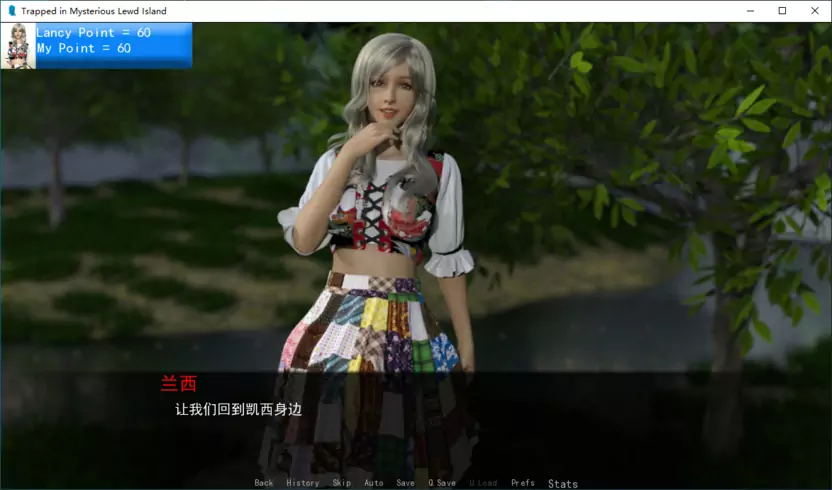 Trapped in Mysterious Lewd Island
Lancy Point = 60
My Point = 60
兰西
让我们回到凯西身边
Back History Skip Auto Save Q.Save Q.Load Prefs Stats